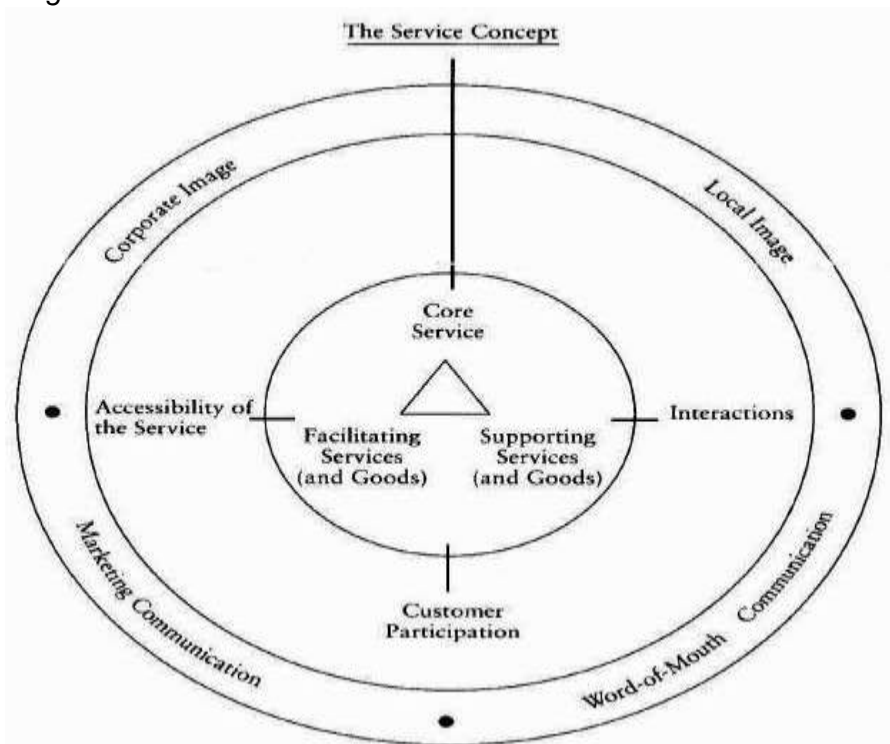 The Service Concept
Corporate Image
Local Image
Core
Service
Accessibility of
the Service
Interactions
Facilitating
Services
(and Goods)
Supporting
Services
(and Goods)
Customer
Participation
Marketing Communication
Word-of-Mouth Communication